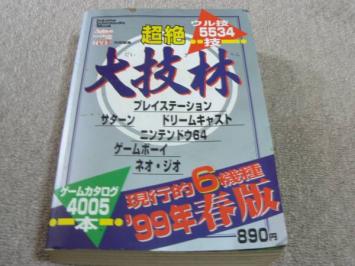 超絶
ウル技
5534
技
大技林
プレイステーション
サターン ドリームキャスト
ニンテンドウ64
ゲームボーイ
ネオ・ジオ
ゲームカタログ
4005
本
現行的6機種
'99年春版
890円